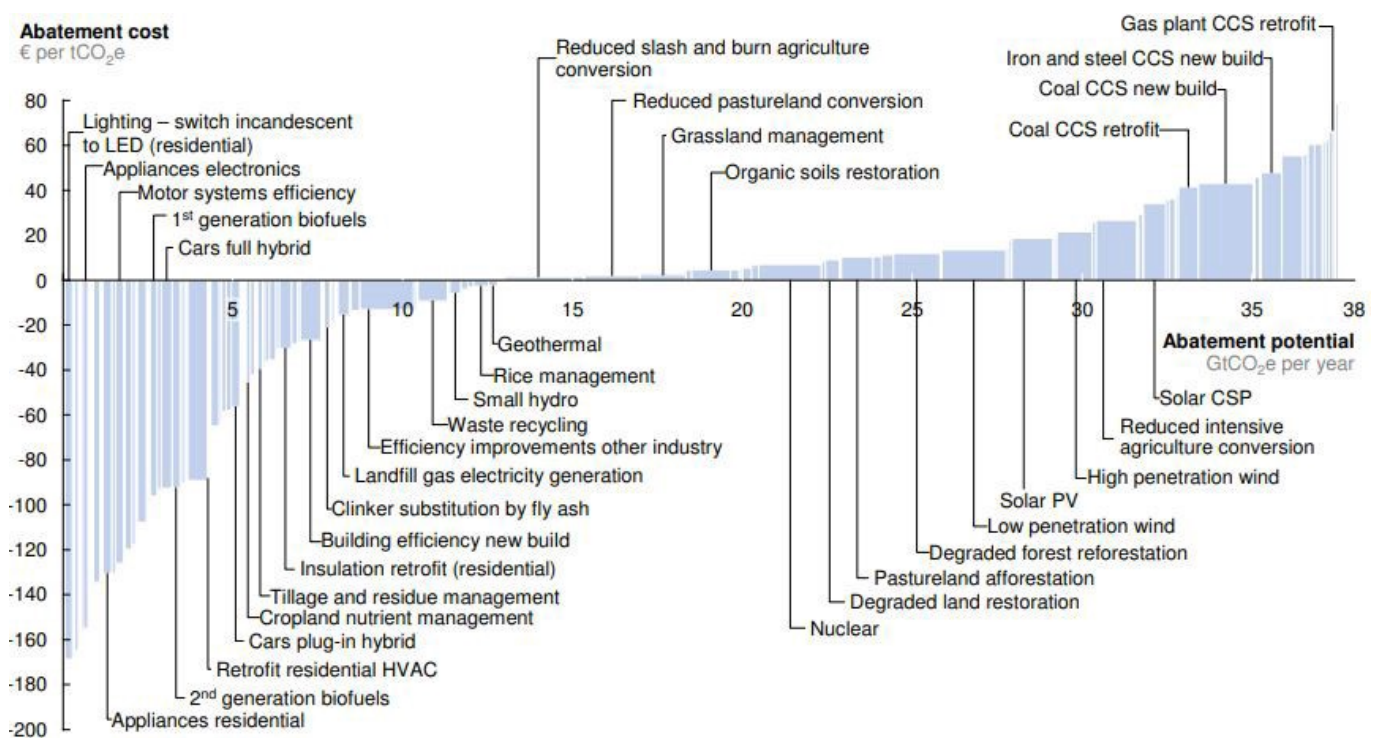 Abatement cost
€ per tCO2e
Gas plant CCS retrofit
Iron and steel CCS new build
Coal CCS new build
Coal CCS retrofit
Reduced slash and burn agriculture
conversion
Reduced pastureland conversion
Grassland management
Organic soils restoration
80
60
40
20
0
-20
-40
-60
-80
-100
-120
-140
-160
-180
-200
Lighting – switch incandescent
to LED (residential)
Appliances electronics
Motor systems efficiency
1st generation biofuels
Cars full hybrid
5
10
15
20
25
30
35
38
Abatement potential
GtCO2e per year
Geothermal
Rice management
Small hydro
Waste recycling
Efficiency improvements other industry
Landfill gas electricity generation
Clinker substitution by fly ash
Building efficiency new build
Insulation retrofit (residential)
Tillage and residue management
Cropland nutrient management
Cars plug-in hybrid
Retrofit residential HVAC
2nd generation biofuels
Appliances residential
Solar CSP
Reduced intensive
agriculture conversion
High penetration wind
Solar PV
Low penetration wind
Degraded forest reforestation
Pastureland afforestation
Degraded land restoration
Nuclear